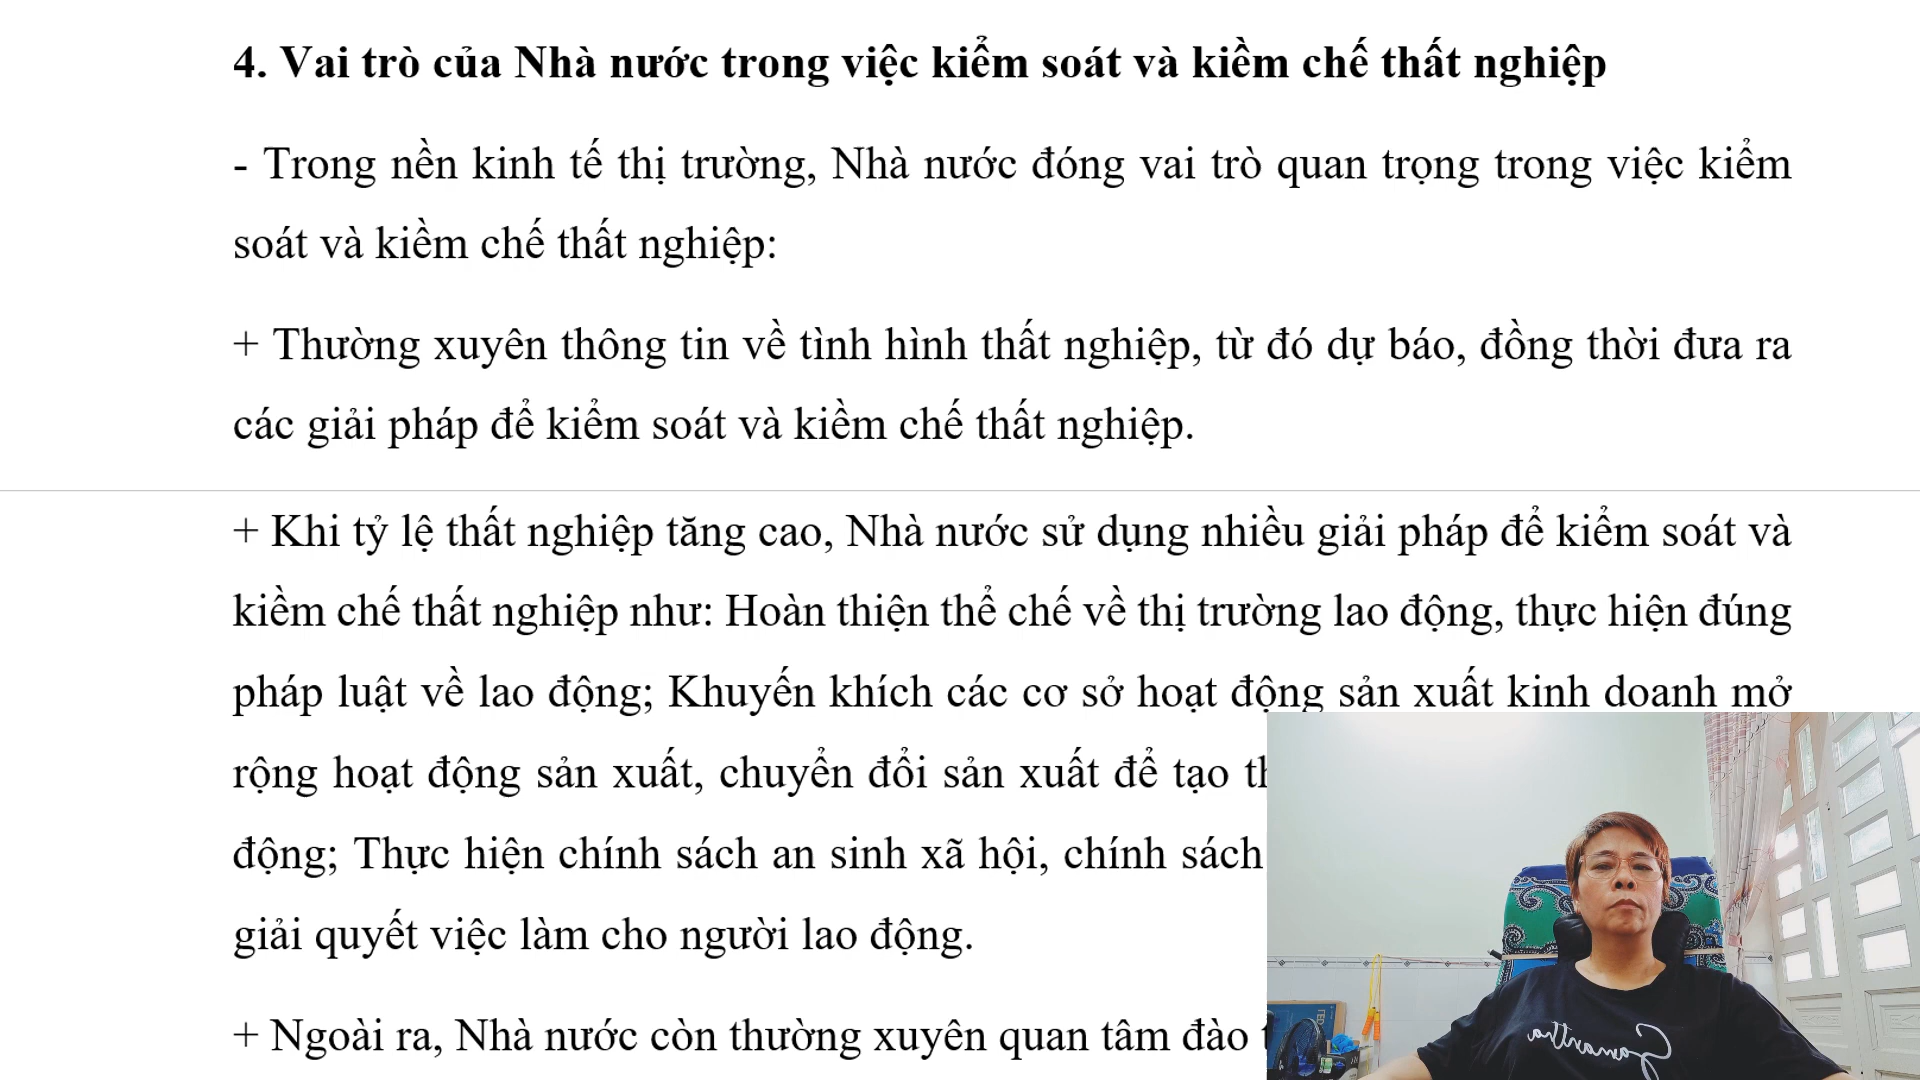 4. Vai trò của Nhà nước trong việc kiểm soát và kiềm chế thất nghiệp
- Trong nền kinh tế thị trường, Nhà nước đóng vai trò quan trọng trong việc kiểm
soát và kiềm chế thất nghiệp:
+ Thường xuyên thông tin về tình hình thất nghiệp, từ đó dự báo, đồng thời đưa ra
các giải pháp để kiểm soát và kiềm chế thất nghiệp.
+ Khi tỷ lệ thất nghiệp tăng cao, Nhà nước sử dụng nhiều giải pháp để kiểm soát và
kiềm chế thất nghiệp như: Hoàn thiện thể chế về thị trường lao động, thực hiện đúng
pháp luật về lao động; Khuyến khích các cơ sở hoạt động sản xuất kinh doanh mở
rộng hoạt động sản xuất, chuyển đổi sản xuất để tạo
động; Thực hiện chính sách an sinh xã hội, chính sách
giải quyết việc làm cho người lao động.
+ Ngoài ra, Nhà nước còn thường xuyên quan tâm đào
Samantha